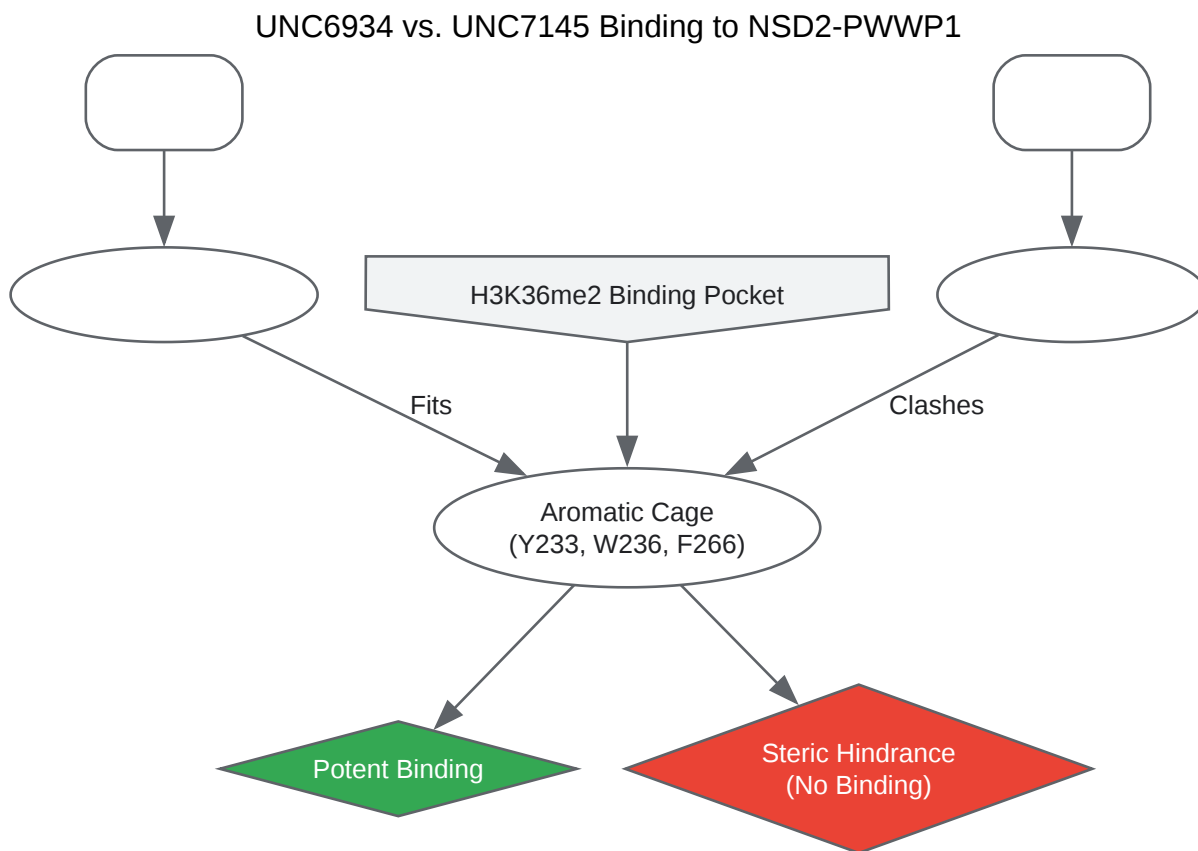 UNC6934 vs. UNC7145 Binding to NSD2-PWWP1
H3K36me2 Binding Pocket
Fits
Clashes
Aromatic Cage
(Y233, W236, F266)
Potent Binding
Steric Hindrance
(No Binding)